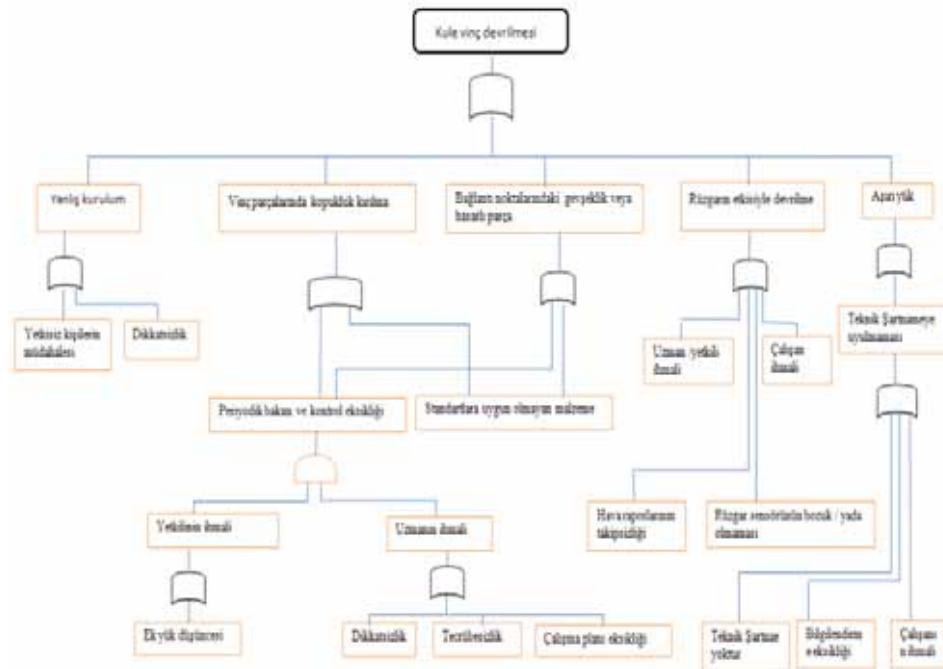 Kule vinç devrilmesi
Yanlış kurulum
Vinç parçalarında kopukluk kırılma
Bağlantı noktalarındaki gevşeklik veya
hasarlı parça
Rüzgarın etkisiyle devrilme
Aşırı yük
Yetkisiz kişilerin
müdahalesi
Dikkatsizlik
Uzman yetkili
ihmali
Çalışan
ihmali
Teknik Şartnameye
uyulmaması
Periyodik bakım ve kontrol eksikliği
Standartlara uygun olmayan malzeme
Yetkilinin ihmali
Uzmanın ihmali
Hava raporlarının
takipsizliği
Rüzgar sensörünün bozuk / yada
olmaması
Ek yük düşüncesi
Dikkatsizlik
Tecrübesizlik
Çalışma planı eksikliği
Teknik Şartname
yoktur
Bilgilendirm
e eksikliği
Çalışanı
n ihmali